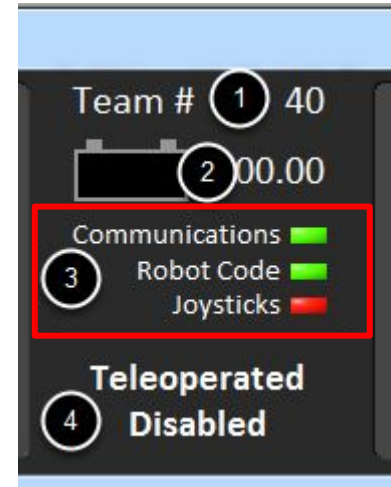 Team # 1 40
2 00.00
Communications
3 Robot Code
Joysticks
Teleoperated
4 Disabled